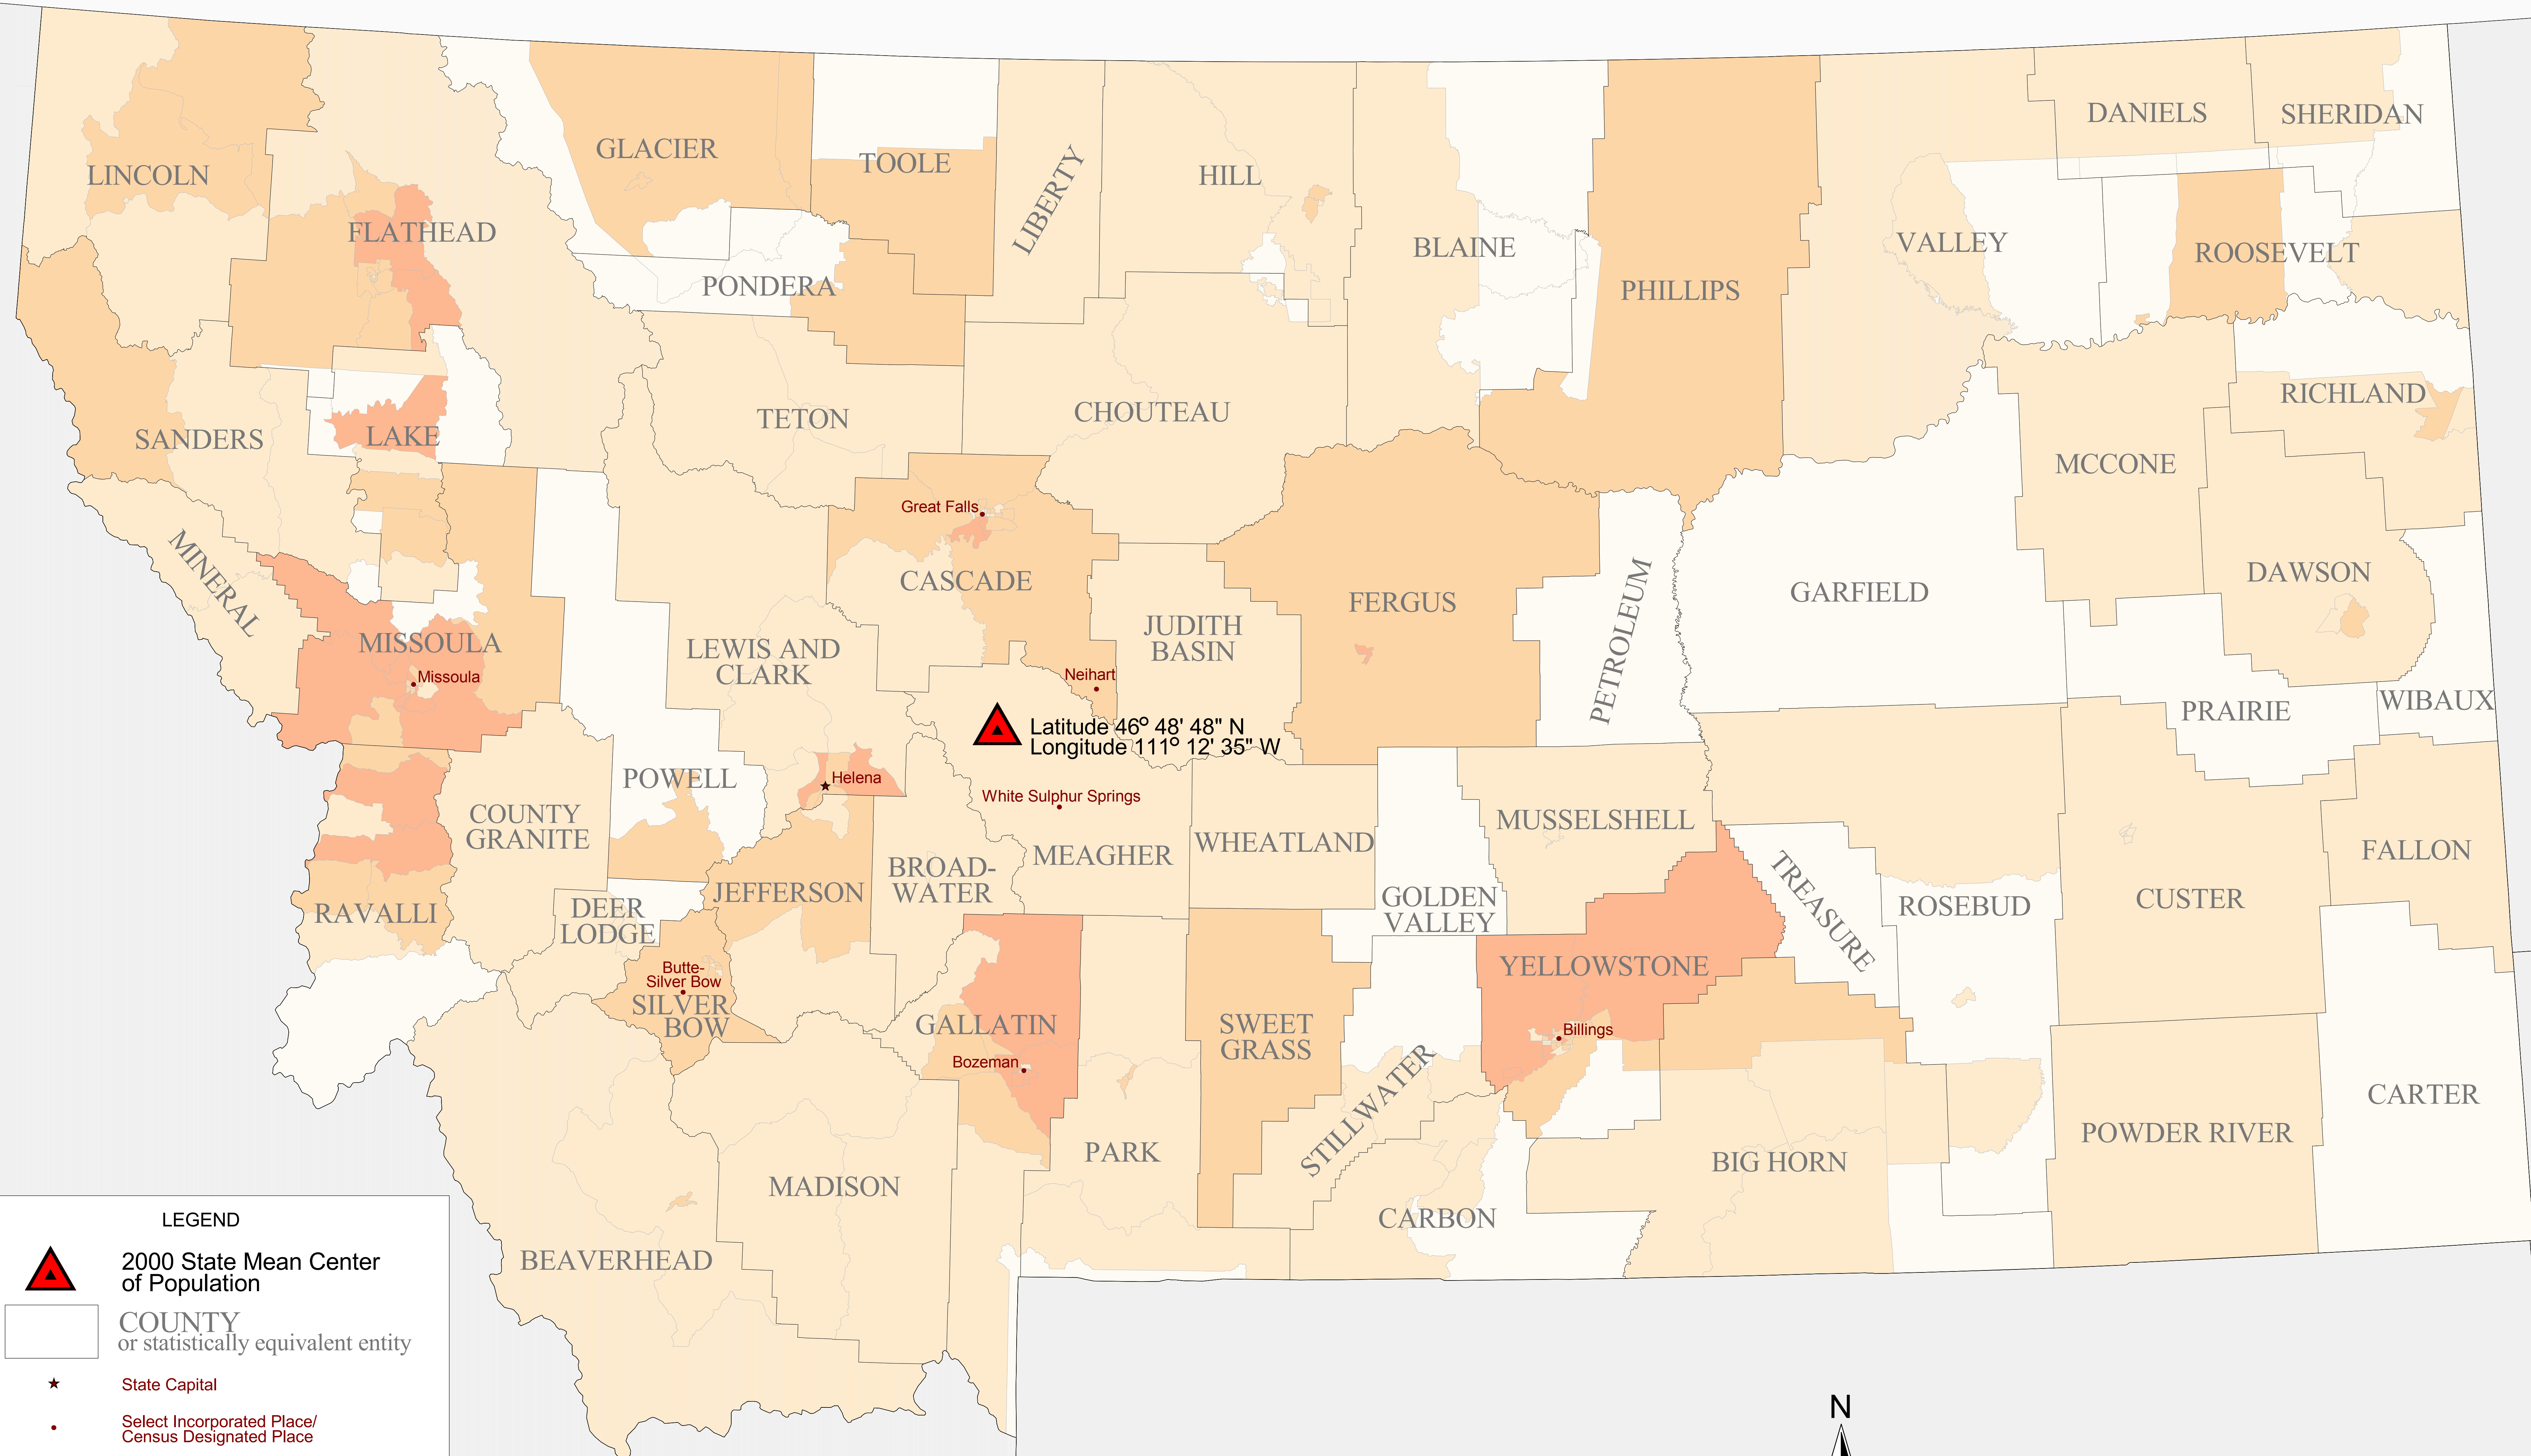 DANIELS
SHERIDAN
GLACIER
TOOLE
LINCOLN
HILL
LIBERTY
FLATHEAD
BLAINE
VALLEY
ROOSEVELT
PONDERA
PHILLIPS
RICHLAND
CHOUTEAU
TETON
LAKE
SANDERS
MCCONE
Great Falls
DAWSON
CASCADE
MINERAL
GARFIELD
FERGUS
JUDITH
BASIN
PETROLEUM
MISSOULA
LEWIS AND
CLARK
Missoula
Neihart
WIBAUX
PRAIRIE
Latitude 46° 48' 48" N
Longitude 111° 12' 35" W
POWELL
Helena
White Sulphur Springs
COUNTY
GRANITE
MUSSELSHELL
WHEATLAND
MEAGHER
FALLON
BROAD-
WATER
JEFFERSON
GOLDEN
VALLEY
TREASURE
ROSEBUD
CUSTER
RAVALLI
DEER
LODGE
YELLOWSTONE
Butte-
Silver Bow
SILVER
BOW
GALLATIN
SWEET
GRASS
Billings
Bozeman
STILLWATER
CARTER
POWDER RIVER
PARK
BIG HORN
MADISON
CARBON
BEAVERHEAD
LEGEND
2000 State Mean Center
of Population
COUNTY
or statistically equivalent entity
State Capital
Select Incorporated Place/
Census Designated Place
N